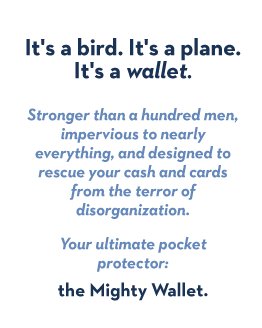 It's a bird. It's a plane.
It's a wallet.
Stronger than a hundred men,
impervious to nearly
everything, and designed to
rescue your cash and cards
from the terror of
disorganization.
Your ultimate pocket
protector:
the Mighty Wallet.